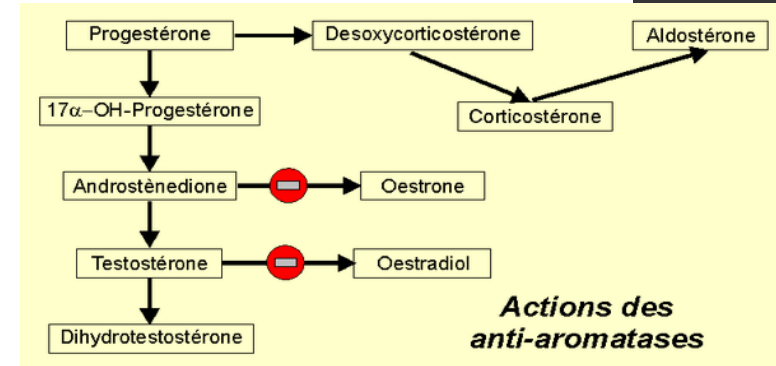 Progestérone
Desoxycorticostérone
Aldostérone
17α–OH-Progestérone
Corticostérone
Androstènedione
Oestrone
Testostérone
Oestradiol
Actions des
anti-aromatases
Dihydrotestostérone